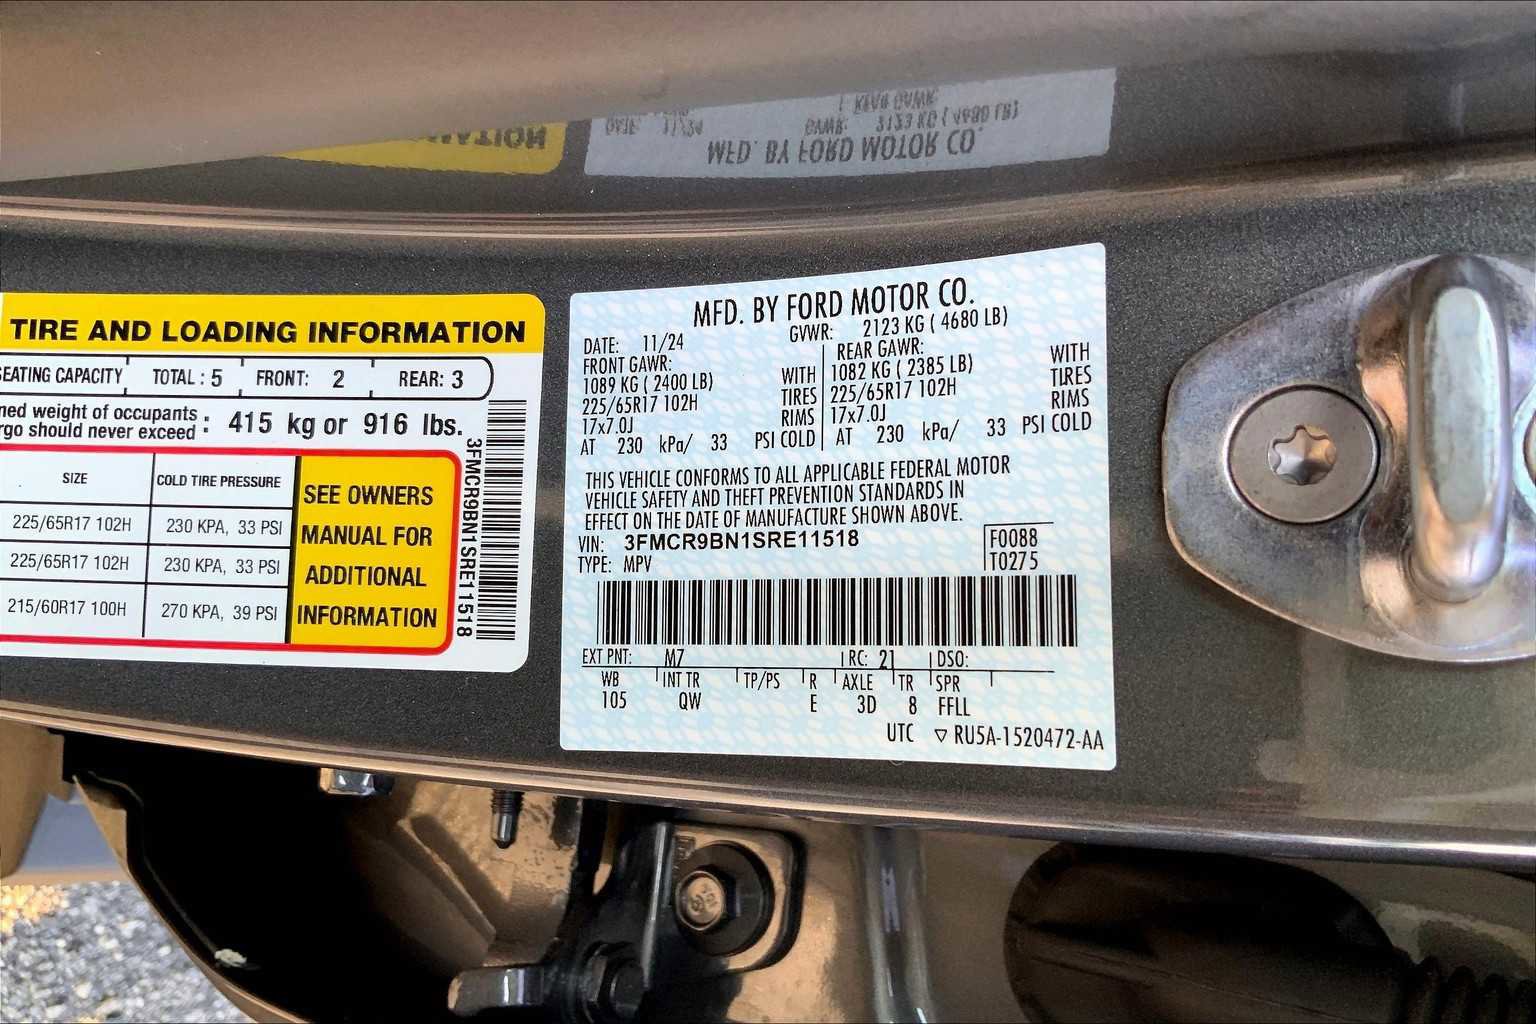 TIRE AND LOADING INFORMATION
SEATING CAPACITY TOTAL : 5 FRONT: 2 REAR: 3
weight of occupants : 415 kg or 916 lbs.
should never exceed
SIZE COLD TIRE PRESSURE
225/65R17 102H 230 KPA, 33 PSI
225/65R17 102H 230 KPA, 33 PSI
215/60R17 100H 270 KPA, 39 PSI
SEE OWNERS
MANUAL FOR
ADDITIONAL
INFORMATION
3FMCR9BN1SRE11518
MFD. BY FORD MOTOR CO.
DATE: 11/24 GVWR: 2123 KG ( 4680 LB)
FRONT GAWR: REAR GAWR:
1089 KG ( 2400 LB) WITH 1082 KG ( 2385 LB) WITH
225/65R17 102H TIRES 225/65R17 102H TIRES
17x7.0J RIMS 17x7.0J RIMS
AT 230 kPa/ 33 PSI COLD AT 230 kPa/ 33 PSI COLD
THIS VEHICLE CONFORMS TO ALL APPLICABLE FEDERAL MOTOR
VEHICLE SAFETY AND THEFT PREVENTION STANDARDS IN
EFFECT ON THE DATE OF MANUFACTURE SHOWN ABOVE.
VIN: 3FMCR9BN1SRE11518 F0088
TYPE: MPV T0275
EXT PNT: M7 RC: 21 DSO:
WB INT TR TP/PS R AXLE TR SPR
105 QW E 3D 8 FFLL
UTC ▽ RU5A-1520472-AA